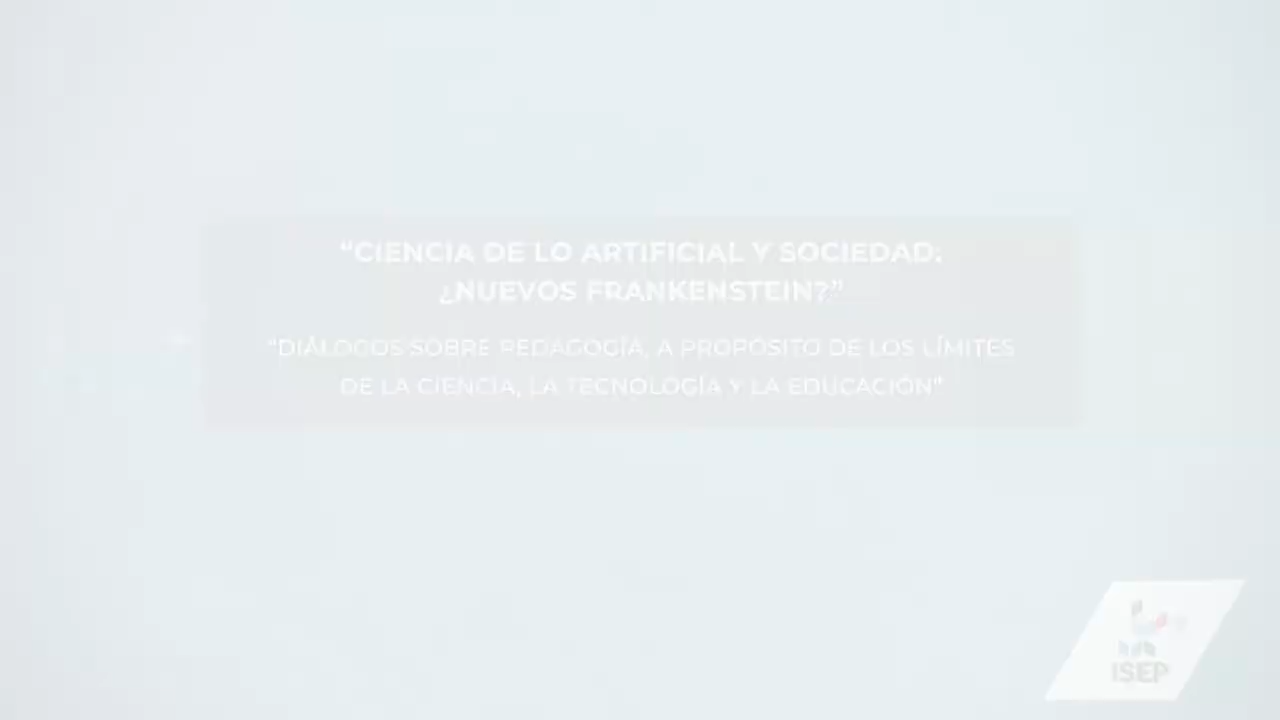 “CIENCIA DE LO ARTIFICIAL Y SOCIEDAD:
¿NUEVOS FRANKENSTEIN?”
“DIÁLOGOS SOBRE PEDAGOGÍA, A PROPÓSITO DE LOS LÍMITES
DE LA CIENCIA, LA TECNOLOGÍA Y LA EDUCACIÓN”
ISEP